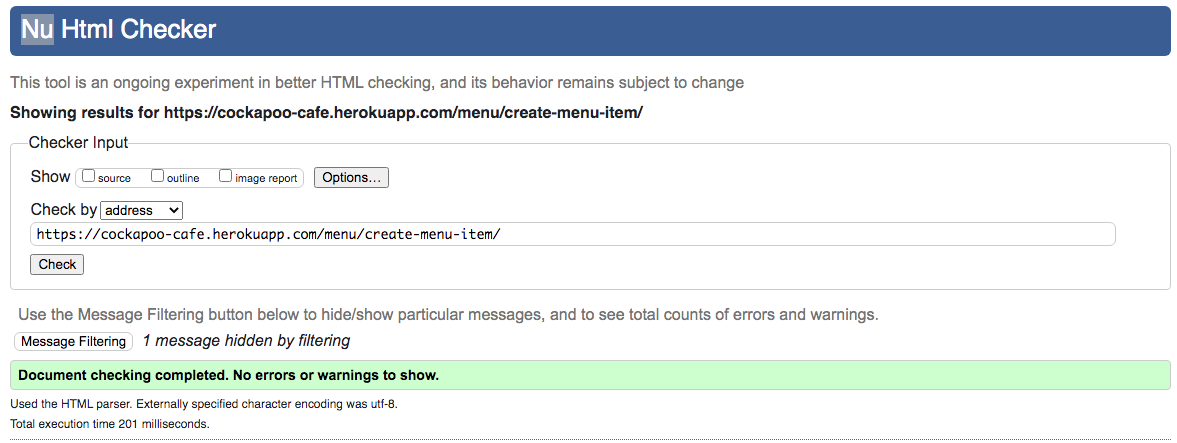 Nu Html Checker
This tool is an ongoing experiment in better HTML checking, and its behavior remains subject to change
Showing results for https://cockapoo-cafe.herokuapp.com/menu/create-menu-item/
Checker Input
Show source outline image report Options...
Check by address
https://cockapoo-cafe.herokuapp.com/menu/create-menu-item/
Check
Use the Message Filtering button below to hide/show particular messages, and to see total counts of errors and warnings.
Message Filtering 1 message hidden by filtering
Document checking completed. No errors or warnings to show.
Used the HTML parser. Externally specified character encoding was utf-8.
Total execution time 201 milliseconds.